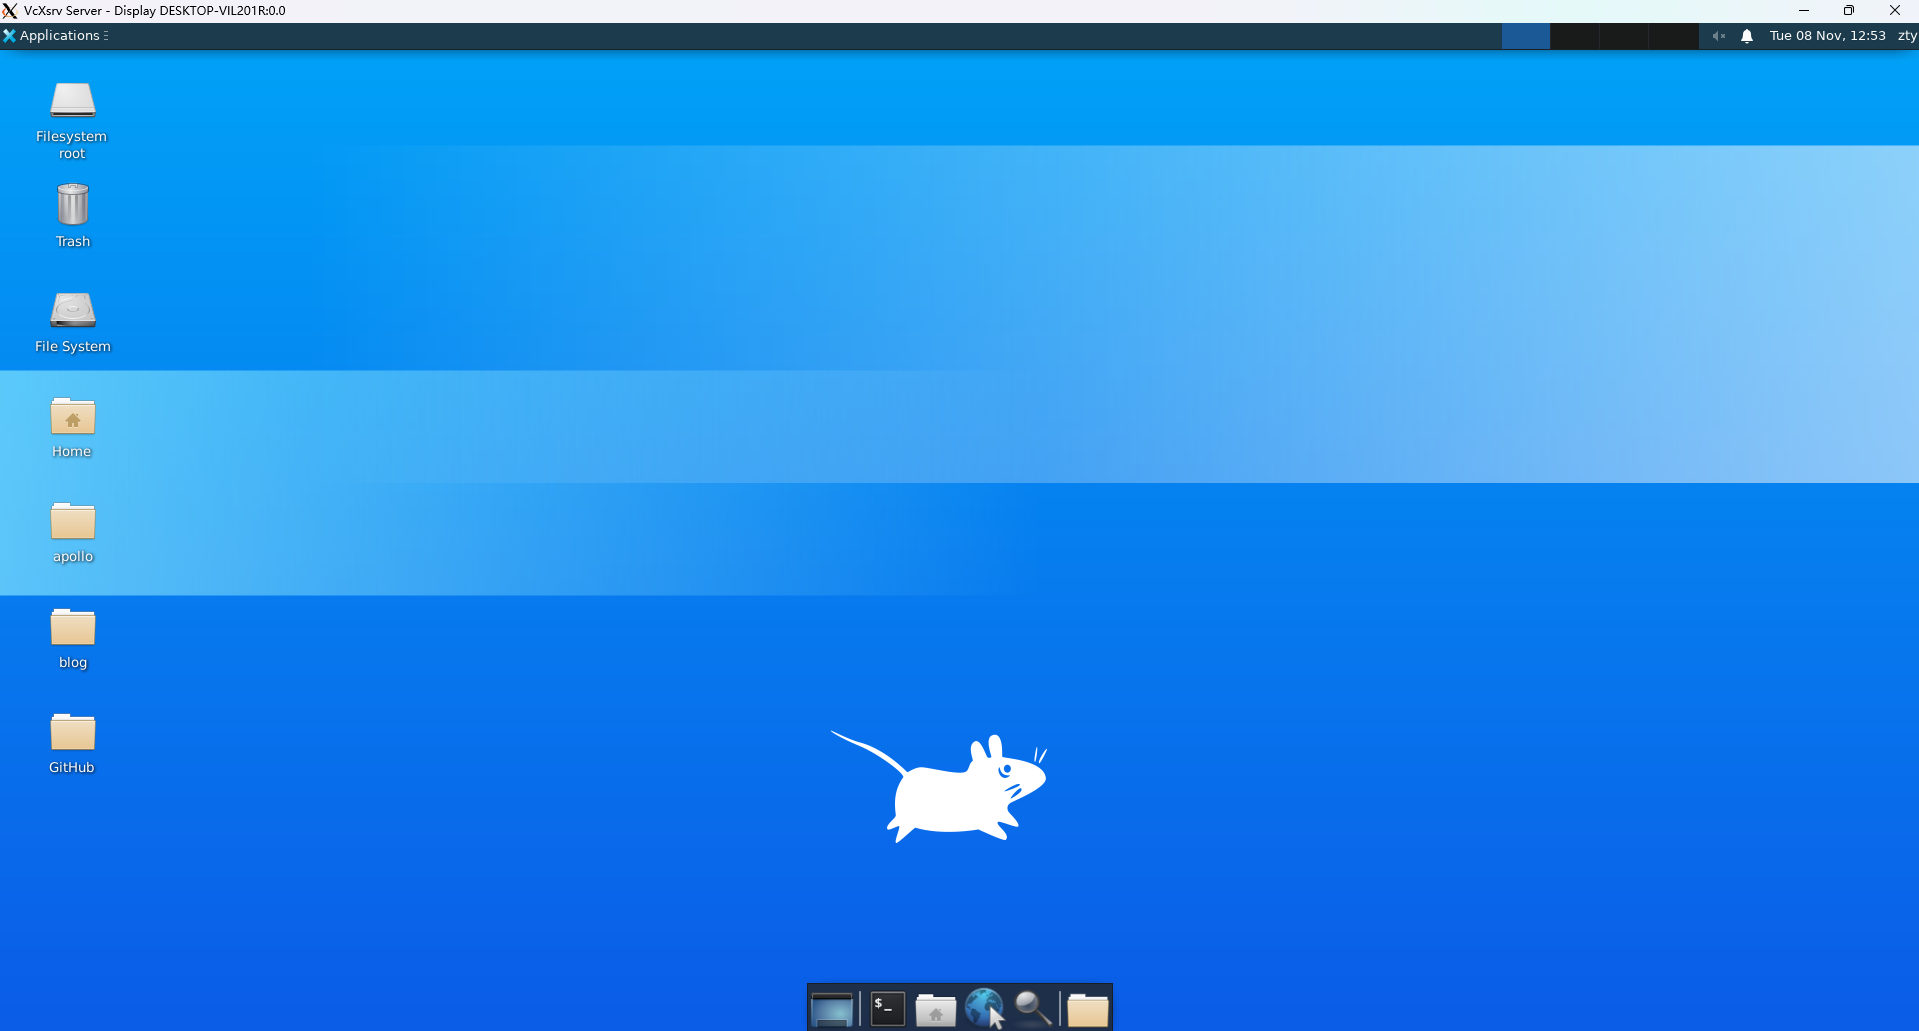 VcXsrv Server - Display DESKTOP-VIL201R:0.0
Applications
Tue 08 Nov, 12:53
zty
Filesystem
root
Trash
File System
Home
apollo
blog
GitHub
$_